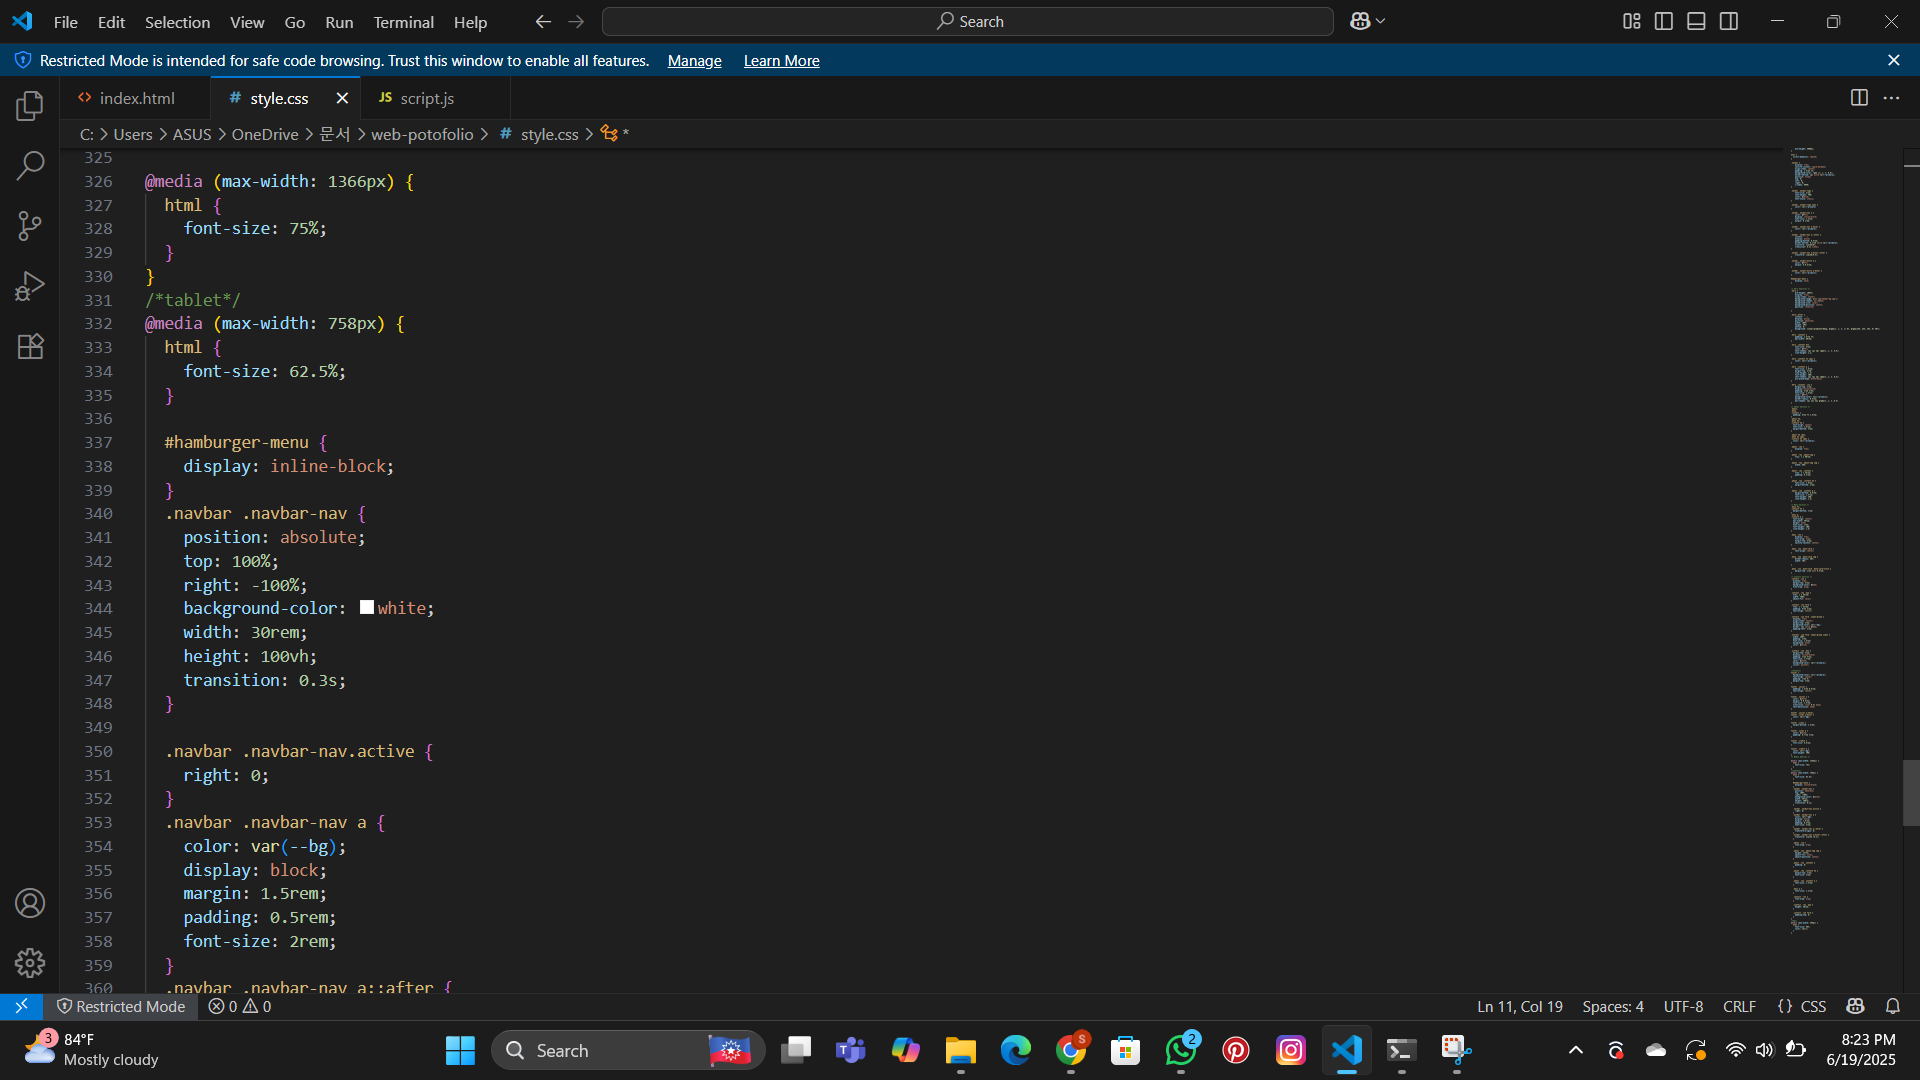 File Edit Selection View Go Run Terminal Help
Search
Restricted Mode is intended for safe code browsing. Trust this window to enable all features. Manage Learn More
index.html
# style.css
JS script.js
C: > Users > ASUS > OneDrive > 문서 > web-potofolio > # style.css > *
325
326 @media (max-width: 1366px) {
327 html {
328 font-size: 75%;
329 }
330 }
331 /*tablet*/
332 @media (max-width: 758px) {
333 html {
334 font-size: 62.5%;
335 }
336
337 #hamburger-menu {
338 display: inline-block;
339 }
340 .navbar .navbar-nav {
341 position: absolute;
342 top: 100%;
343 right: -100%;
344 background-color: white;
345 width: 30rem;
346 height: 100vh;
347 transition: 0.3s;
348 }
349
350 .navbar .navbar-nav.active {
351 right: 0;
352 }
353 .navbar .navbar-nav a {
354 color: var(--bg);
355 display: block;
356 margin: 1.5rem;
357 padding: 0.5rem;
358 font-size: 2rem;
359 }
360 .navbar .navbar-nav a::after {
Restricted Mode 0 0
Ln 11, Col 19 Spaces: 4 UTF-8 CRLF {} CSS
3
84°F
Mostly cloudy
Search
S
2
8:23 PM
6/19/2025